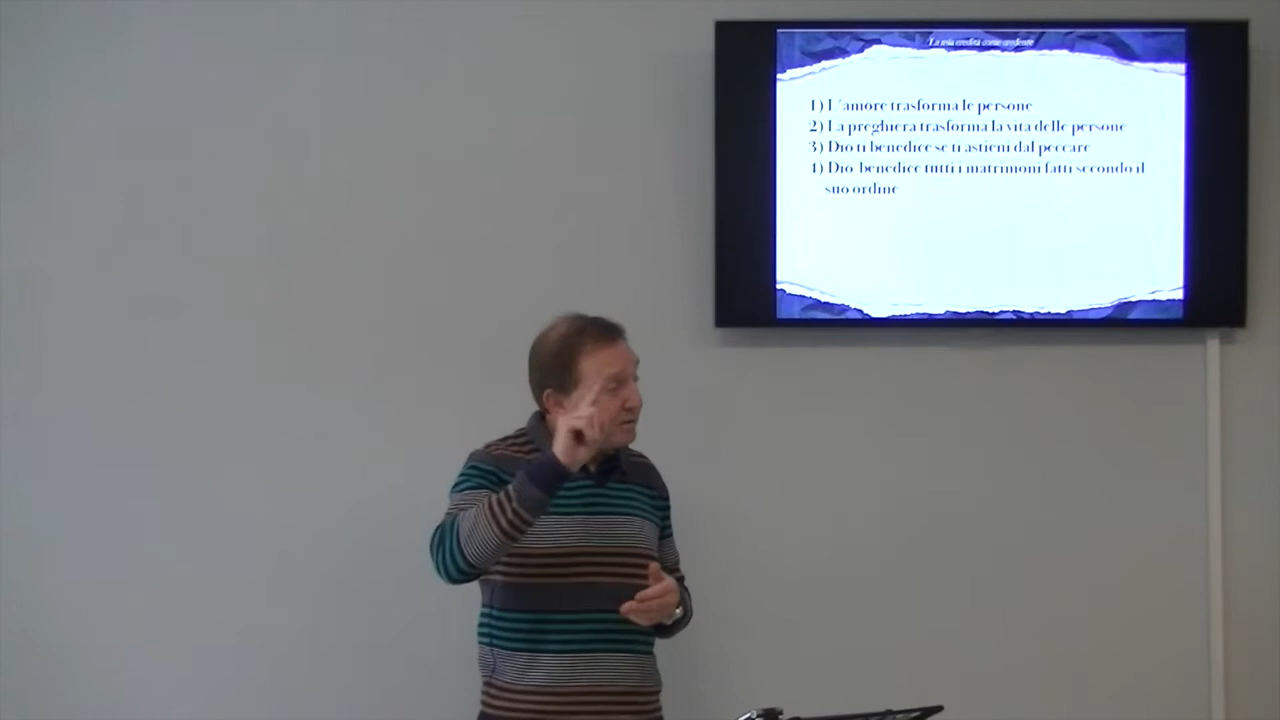 La mia eredità come credente
1) L'amore trasforma le persone
2) La preghiera trasforma la vita delle persone
3) Dio ti benedice se ti astieni dal peccare
4) Dio benedice tutti i matrimoni fatti secondo il
suo ordine